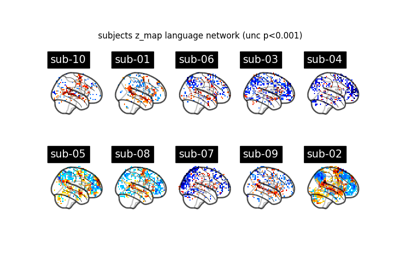 subjects z_map language network (unc p<0.001)
sub-10 sub-01 sub-06 sub-03 sub-04
sub-05 sub-08 sub-07 sub-09 sub-02